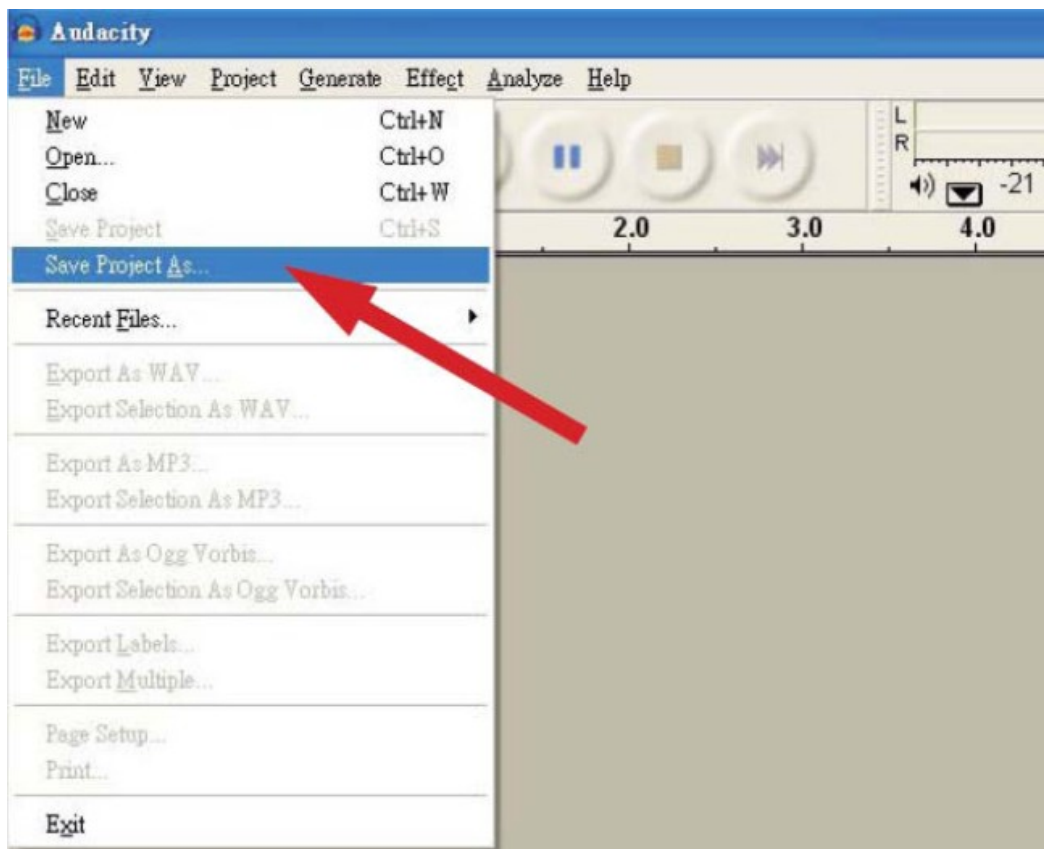 Audacity
File Edit View Project Generate Effect Analyze Help
New Ctrl+N
Open... Ctrl+O
Close Ctrl+W
Save Project Ctrl+S
Save Project As...
Recent Files...
Export As WAV...
Export Selection As WAV...
Export As MP3...
Export Selection As MP3...
Export As Ogg Vorbis...
Export Selection As Ogg Vorbis...
Export Labels...
Export Multiple...
Page Setup...
Print...
Exit
L
R
-21
2.0 3.0 4.0